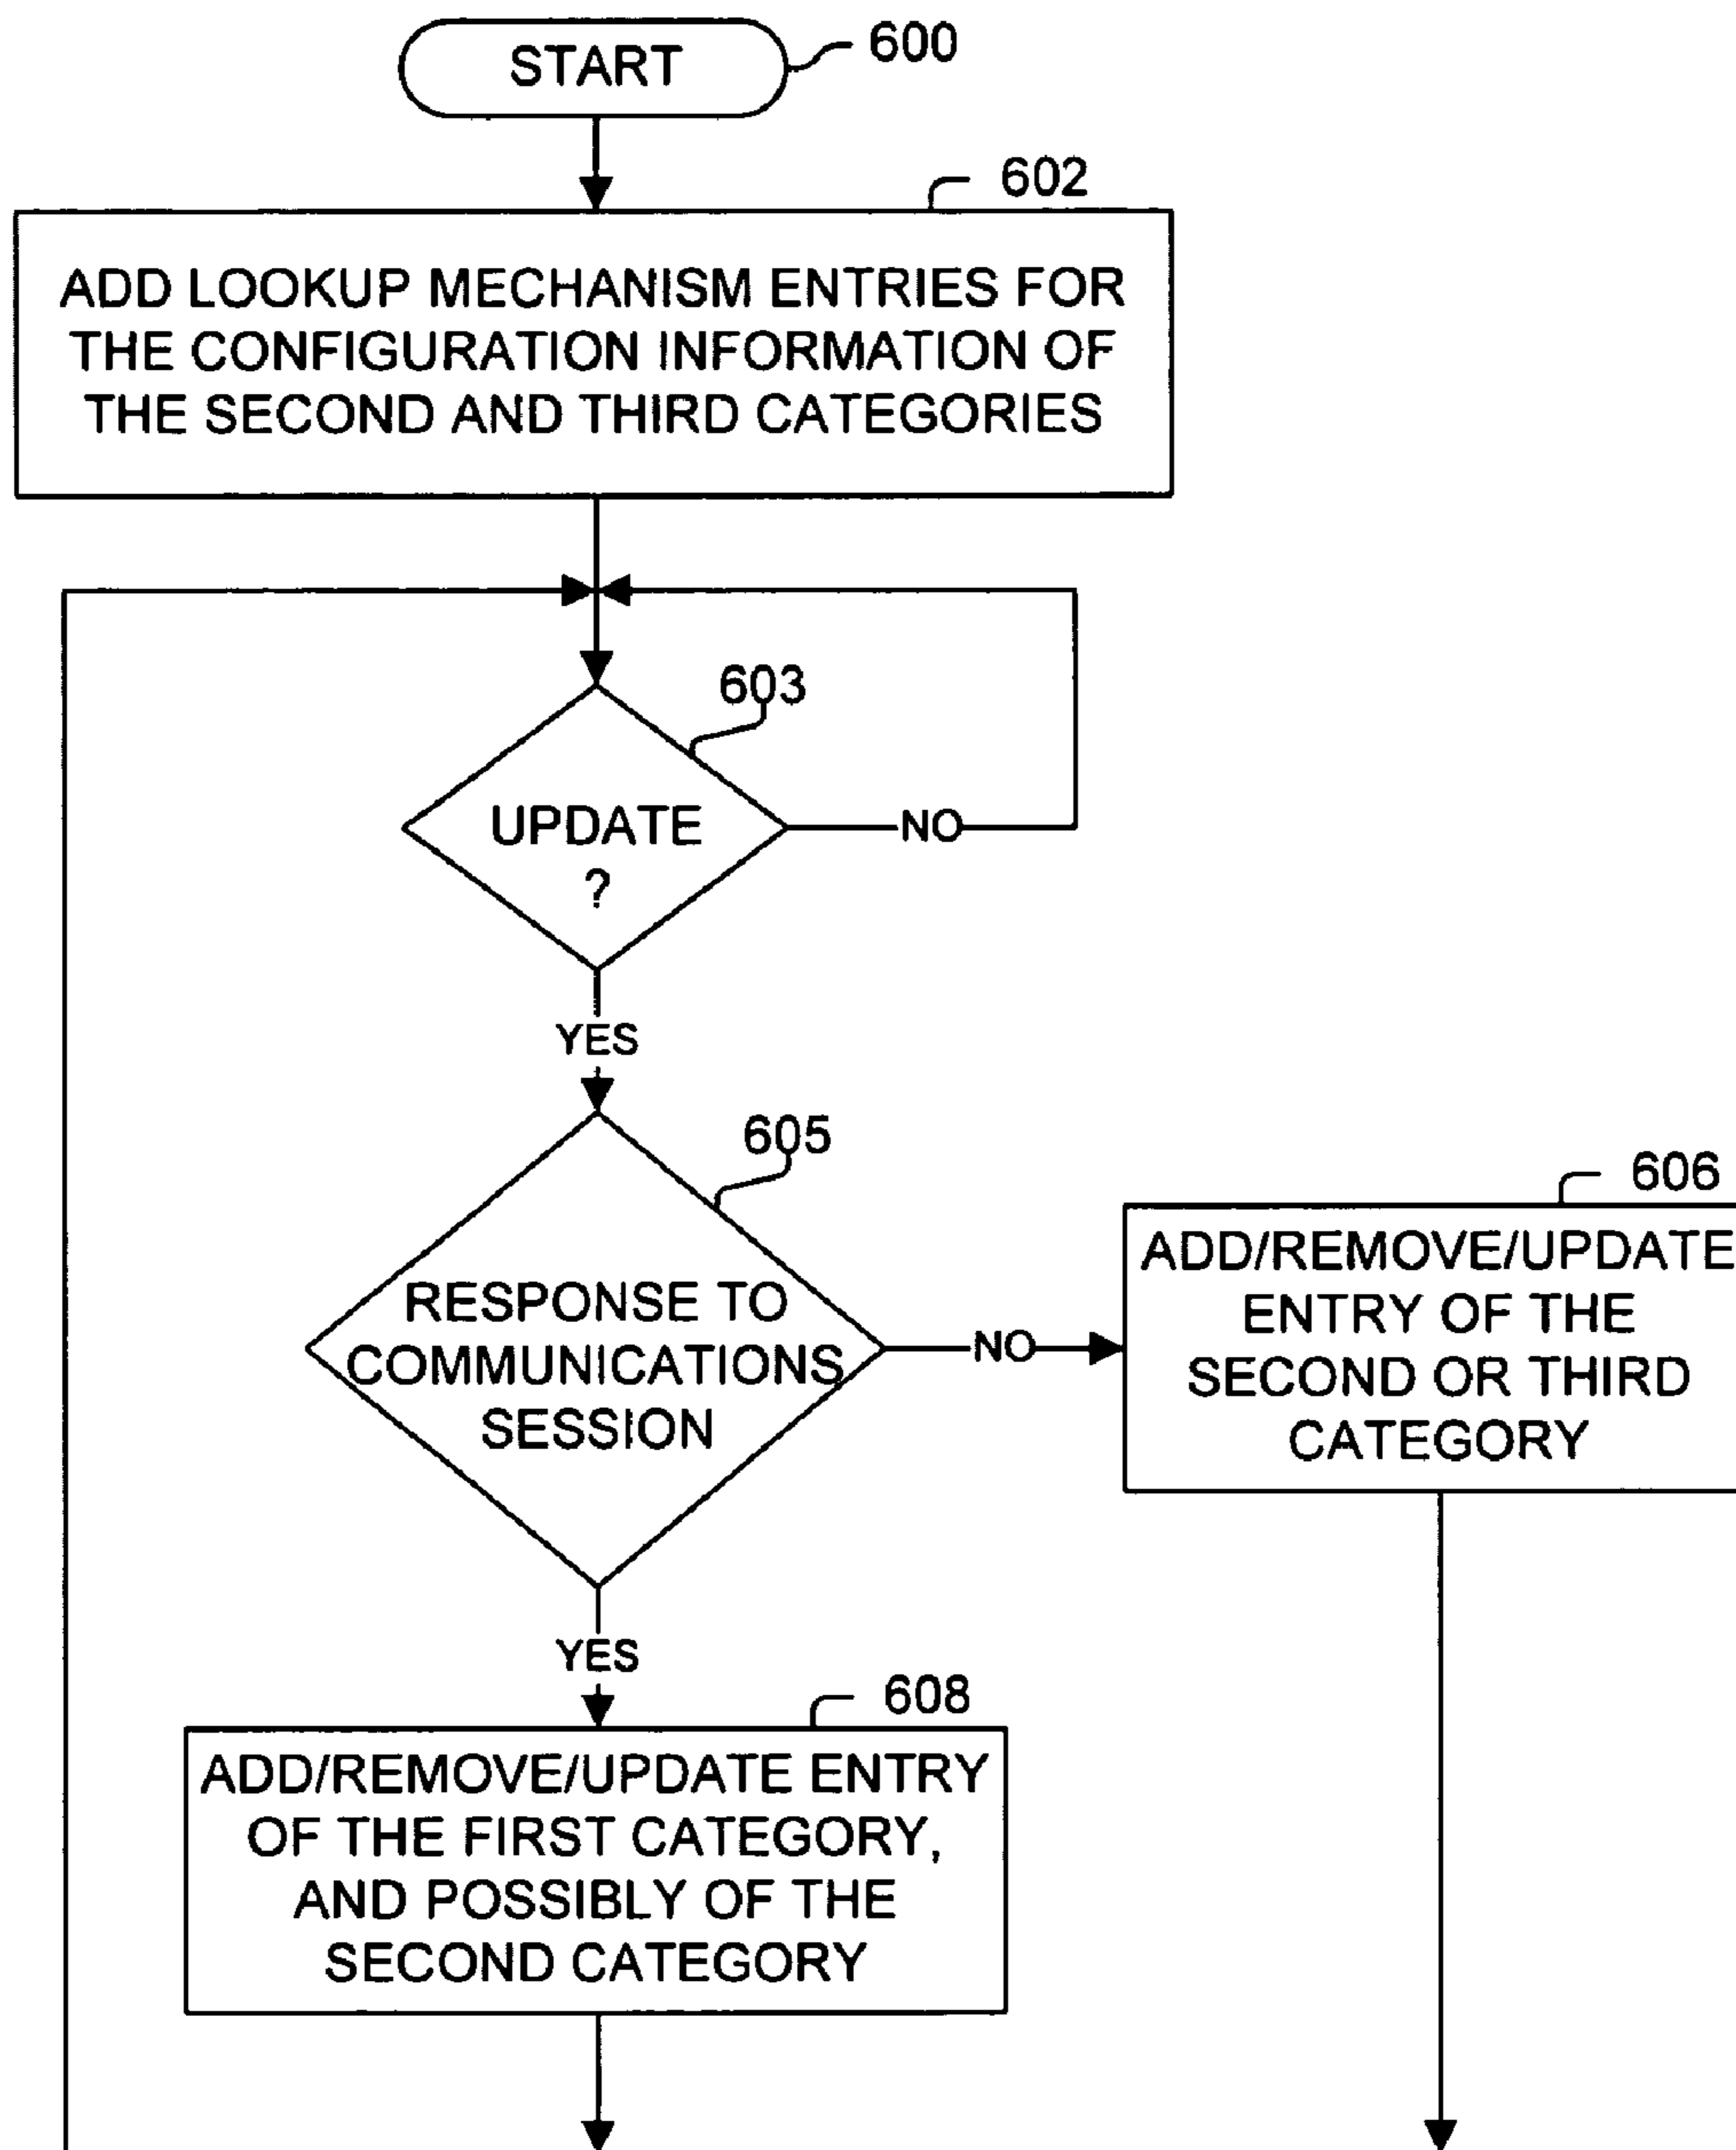 START
600
602
ADD LOOKUP MECHANISM ENTRIES FOR
THE CONFIGURATION INFORMATION OF
THE SECOND AND THIRD CATEGORIES
603
UPDATE
?
NO
YES
605
RESPONSE TO
COMMUNICATIONS
SESSION
NO
606
ADD/REMOVE/UPDATE
ENTRY OF THE
SECOND OR THIRD
CATEGORY
YES
608
ADD/REMOVE/UPDATE ENTRY
OF THE FIRST CATEGORY,
AND POSSIBLY OF THE
SECOND CATEGORY